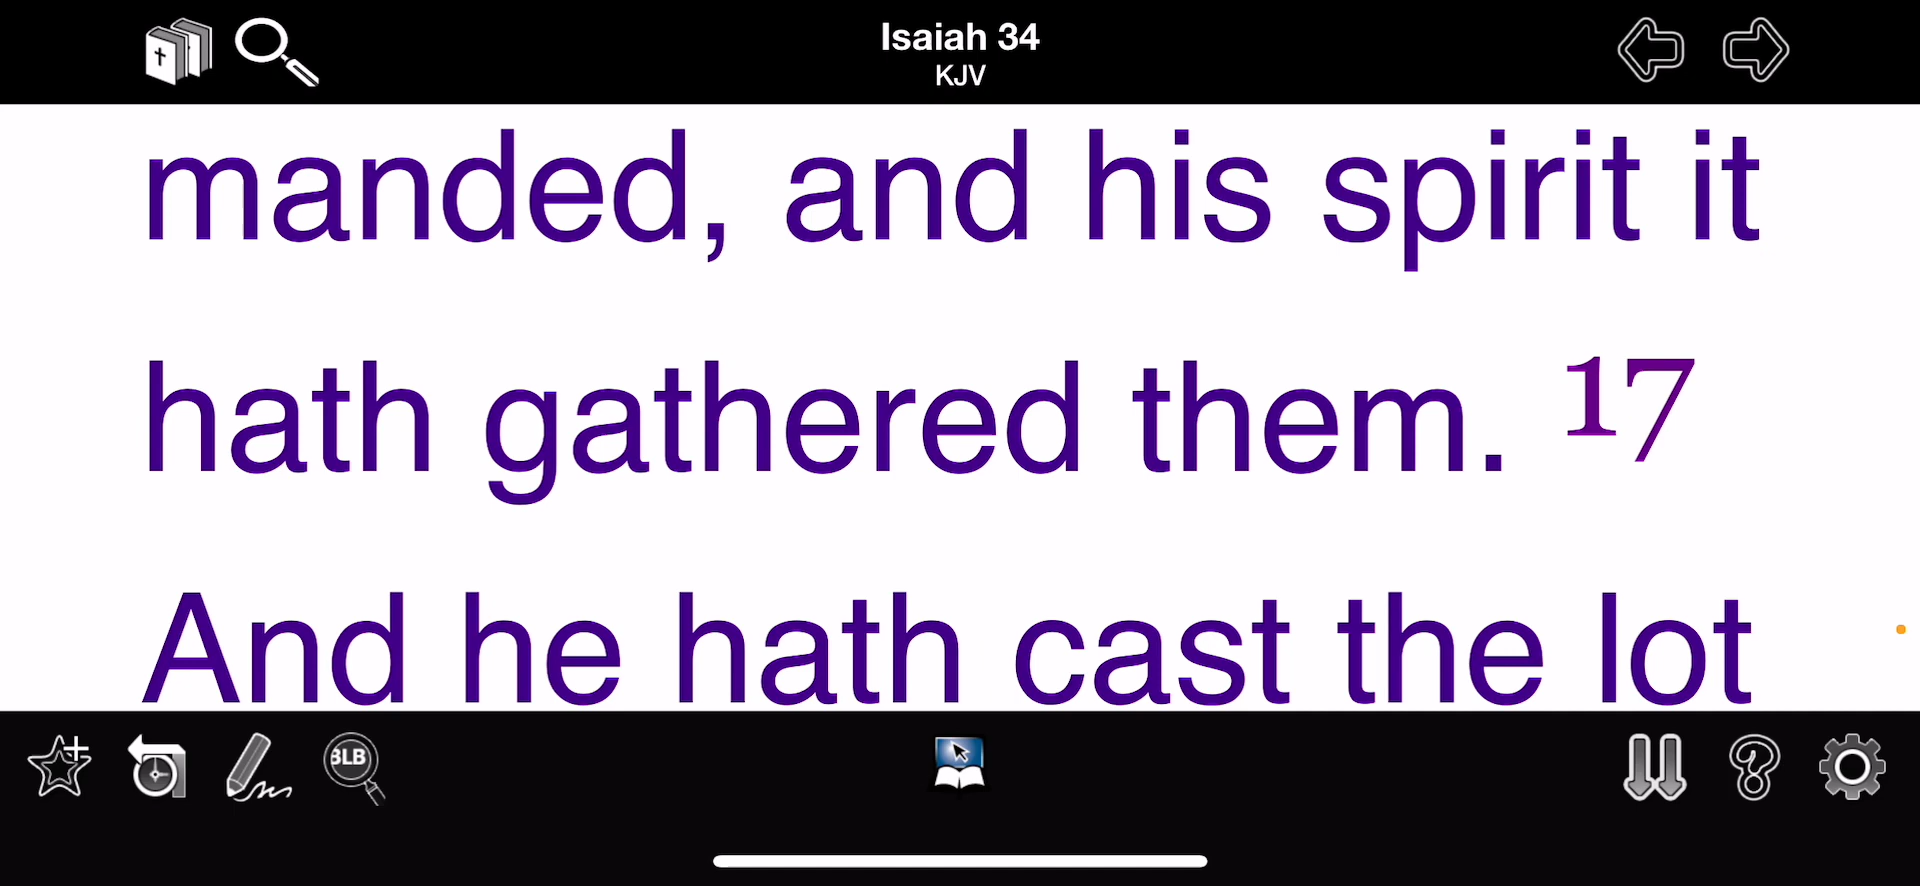 Isaiah 34
KJV
manded, and his spirit it
hath gathered them. 17
And he hath cast the lot
BLB